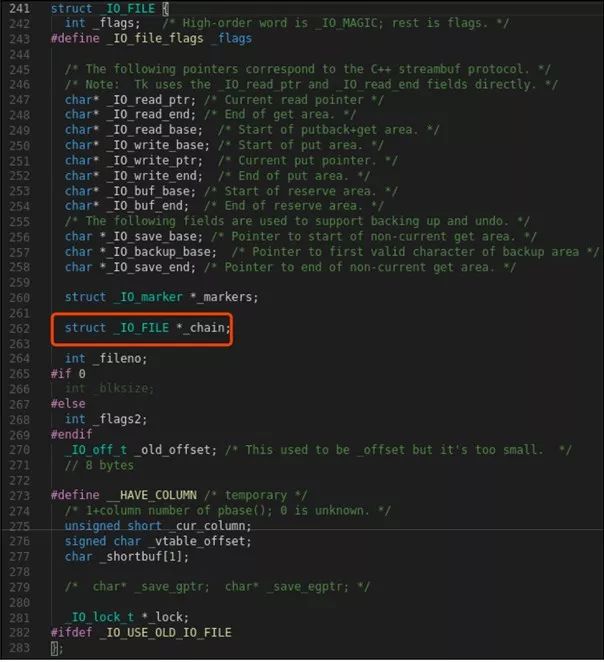 241 struct _IO_FILE {
242 int _flags; /* High-order word is _IO_MAGIC; rest is flags. */
243 #define _IO_file_flags _flags
244
245 /* The following pointers correspond to the C++ streambuf protocol. */
246 /* Note:  Tk uses the _IO_read_ptr and _IO_read_end fields directly. */
247 char* _IO_read_ptr; /* Current read pointer */
248 char* _IO_read_end; /* End of get area. */
249 char* _IO_read_base;  /* Start of putback+get area. */
250 char* _IO_write_base; /* Start of put area. */
251 char* _IO_write_ptr;  /* Current put pointer. */
252 char* _IO_write_end;  /* End of put area. */
253 char* _IO_buf_base; /* Start of reserve area. */
254 char* _IO_buf_end;  /* End of reserve area. */
255 /* The following fields are used to support backing up and undo. */
256 char *_IO_save_base; /* Pointer to start of non-current get area. */
257 char *_IO_backup_base;  /* Pointer to first valid character of backup area */
258 char *_IO_save_end; /* Pointer to end of non-current get area. */
259
260 struct _IO_marker *_markers;
261
262 struct _IO_FILE *_chain;
263
264 int _fileno;
265 #if 0
266 int _blksize;
267 #else
268 int _flags2;
269 #endif
270 _IO_off_t _old_offset; /* This used to be _offset but it's too small.  */
271 // 8 bytes
272
273 #define __HAVE_COLUMN /* temporary */
274 /* 1+column number of pbase(); 0 is unknown. */
275 unsigned short _cur_column;
276 signed char _vtable_offset;
277 char _shortbuf[1];
278
279 /*  char* _save_gptr;  char* _save_egptr; */
280
281 _IO_lock_t *_lock;
282 #ifdef _IO_USE_OLD_IO_FILE
283 };